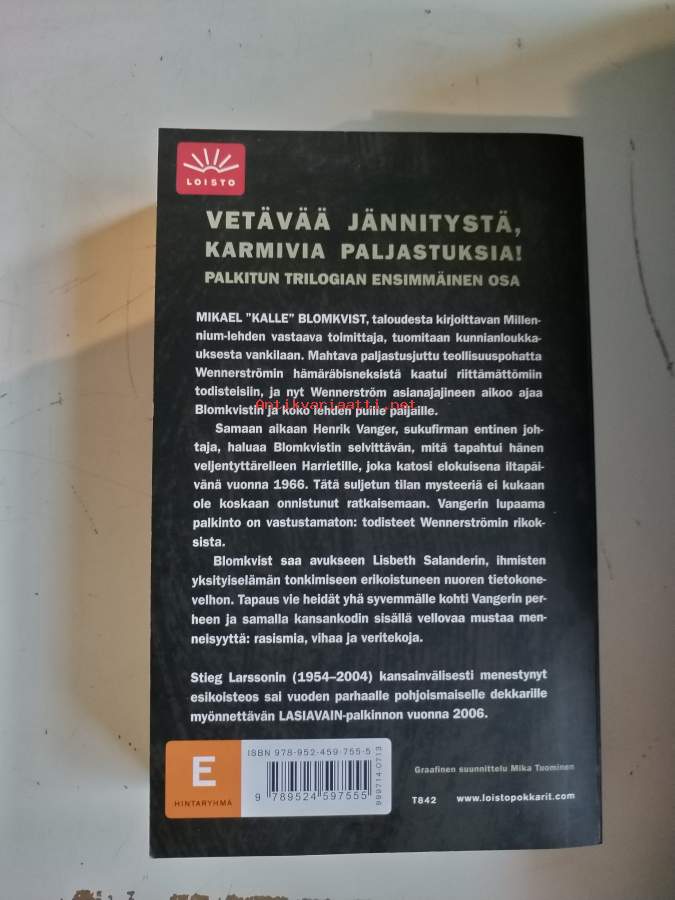 LOISTO
VETÄVÄÄ JÄNNITYSTÄ,
KARMIVIA PALJASTUKSIA!
PALKITUN TRILOGIAN ENSIMMÄINEN OSA
MIKAEL "KALLE" BLOMKVIST, taloudesta kirjoittavan Millen-
nium-lehden vastaava toimittaja, tuomitaan kunnianloukka-
uksesta vankilaan. Mahtava paljastusjuttu teollisuuspohatta
Wennerströmin hämäräbisneksistä kaatui riittämättömiin
todisteisiin, ja nyt Wennerström asianajajineen aikoo ajaa
Blomkvistin ja koko lehden puille paljaille.
Antikvariaatti.net
Samaan aikaan Henrik Vanger, sukufirman entinen joh-
taja, haluaa Blomkvistin selvittävän, mitä tapahtui hänen
veljentyttärelleen Harrietille, joka katosi elokuisena iltapäi-
vänä vuonna 1966. Tätä suljetun tilan mysteeriä ei kukaan
ole koskaan onnistunut ratkaisemaan. Vangerin lupaama
palkinto on vastustamaton: todisteet Wennerströmin rikok-
sista.
Blomkvist saa avukseen Lisbeth Salanderin, ihmisten
yksityiselämän tonkimiseen erikoistuneen nuoren tietokone-
velhon. Tapaus vie heidät yhä syvemmälle kohti Vangerin per-
heen ja samalla kansankodin sisällä vellovaa mustaa men-
neisyyttä: rasismia, vihaa ja veritekoja.
Stieg Larssonin (1954–2004) kansainvälisesti menestynyt
esikoisteos sai vuoden parhaalle pohjoismaiselle dekkarille
myönnettävän LASIAVAIN-palkinnon vuonna 2006.
E
HINTARYHMÄ
ISBN 978-952-459-755-5
9 789524 597555
999714-0713
Graafinen suunnittelu Mika Tuominen
T842 www.loistopokkarit.com